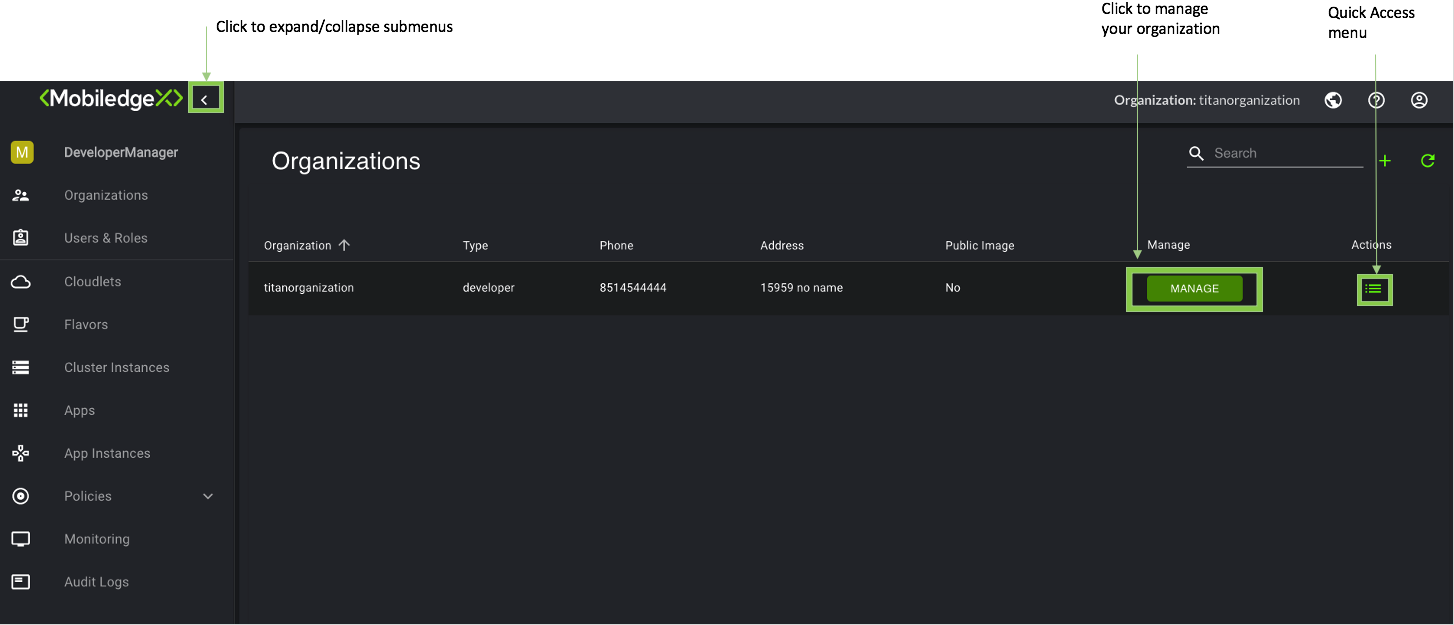 Click to expand/collapse submenus
Click to manage
your organization
Quick Access
menu
<MobiledgeX>
Organization: titanorganization
M DeveloperManager
Organizations
Users & Roles
Cloudlets
Flavors
Cluster Instances
Apps
App Instances
Policies
Monitoring
Audit Logs
Organizations
Search
Organization Type Phone Address Public Image Manage Actions
titanorganization developer 8514544444 15959 no name No MANAGE